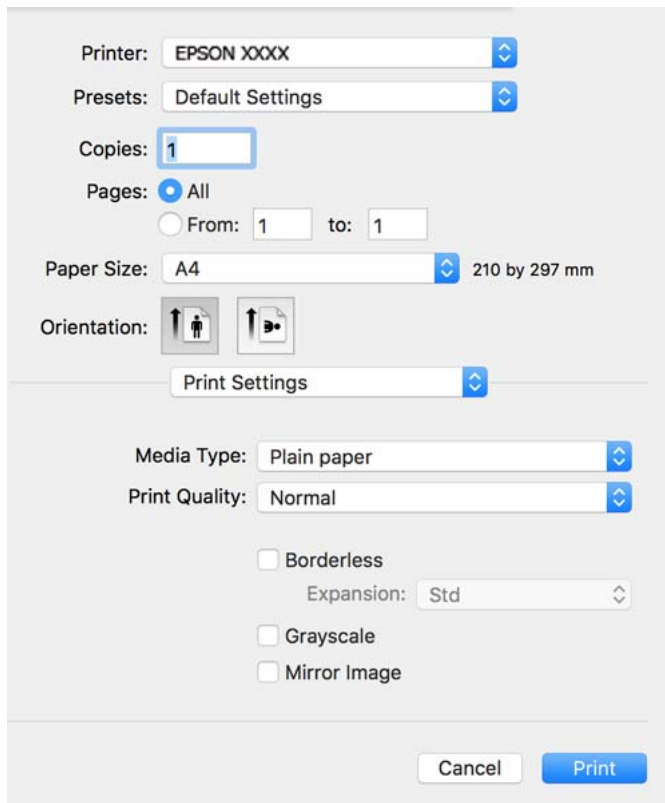 Printer: EPSON XXXX
Presets: Default Settings
Copies: 1
Pages: All
From: 1 to: 1
Paper Size: A4 210 by 297 mm
Orientation:
Print Settings
Media Type: Plain paper
Print Quality: Normal
Borderless
Expansion: Std
Grayscale
Mirror Image
Cancel Print